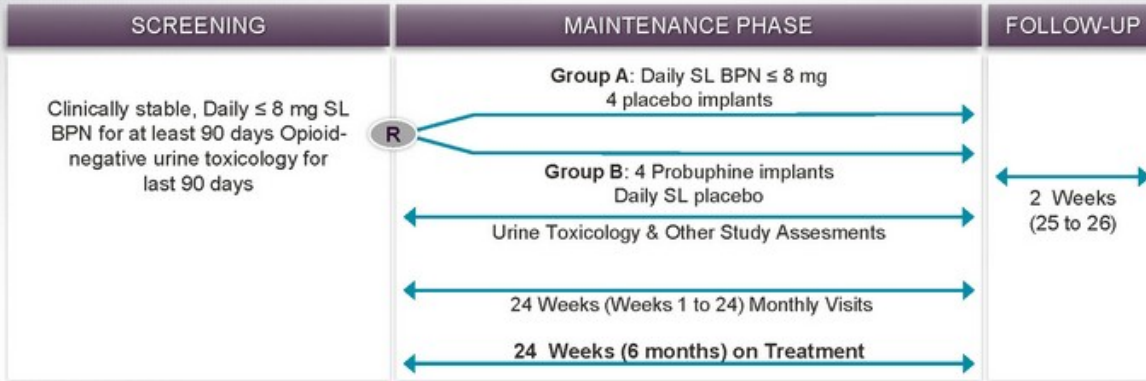 SCREENING
MAINTENANCE PHASE
FOLLOW-UP
Clinically stable, Daily ≤ 8 mg SL
BPN for at least 90 days Opioid-
negative urine toxicology for
last 90 days
R
Group A: Daily SL BPN ≤ 8 mg
4 placebo implants
Group B: 4 Probuphine implants
Daily SL placebo
Urine Toxicology & Other Study Assesments
24 Weeks (Weeks 1 to 24) Monthly Visits
24 Weeks (6 months) on Treatment
2 Weeks
(25 to 26)